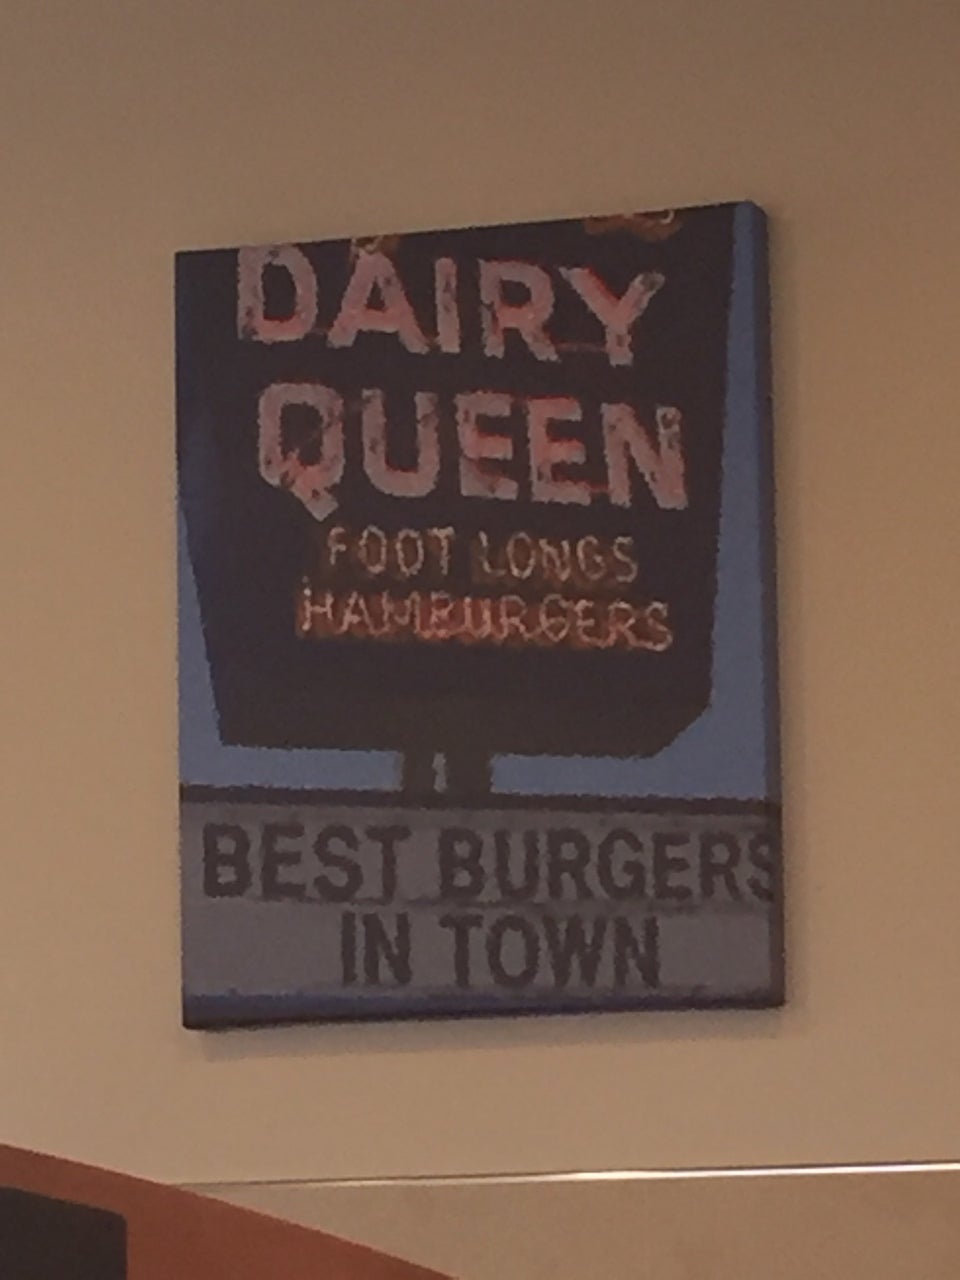 DAIRY
QUEEN
FOOT LONGS
HAMBURGERS
BEST BURGERS
IN TOWN